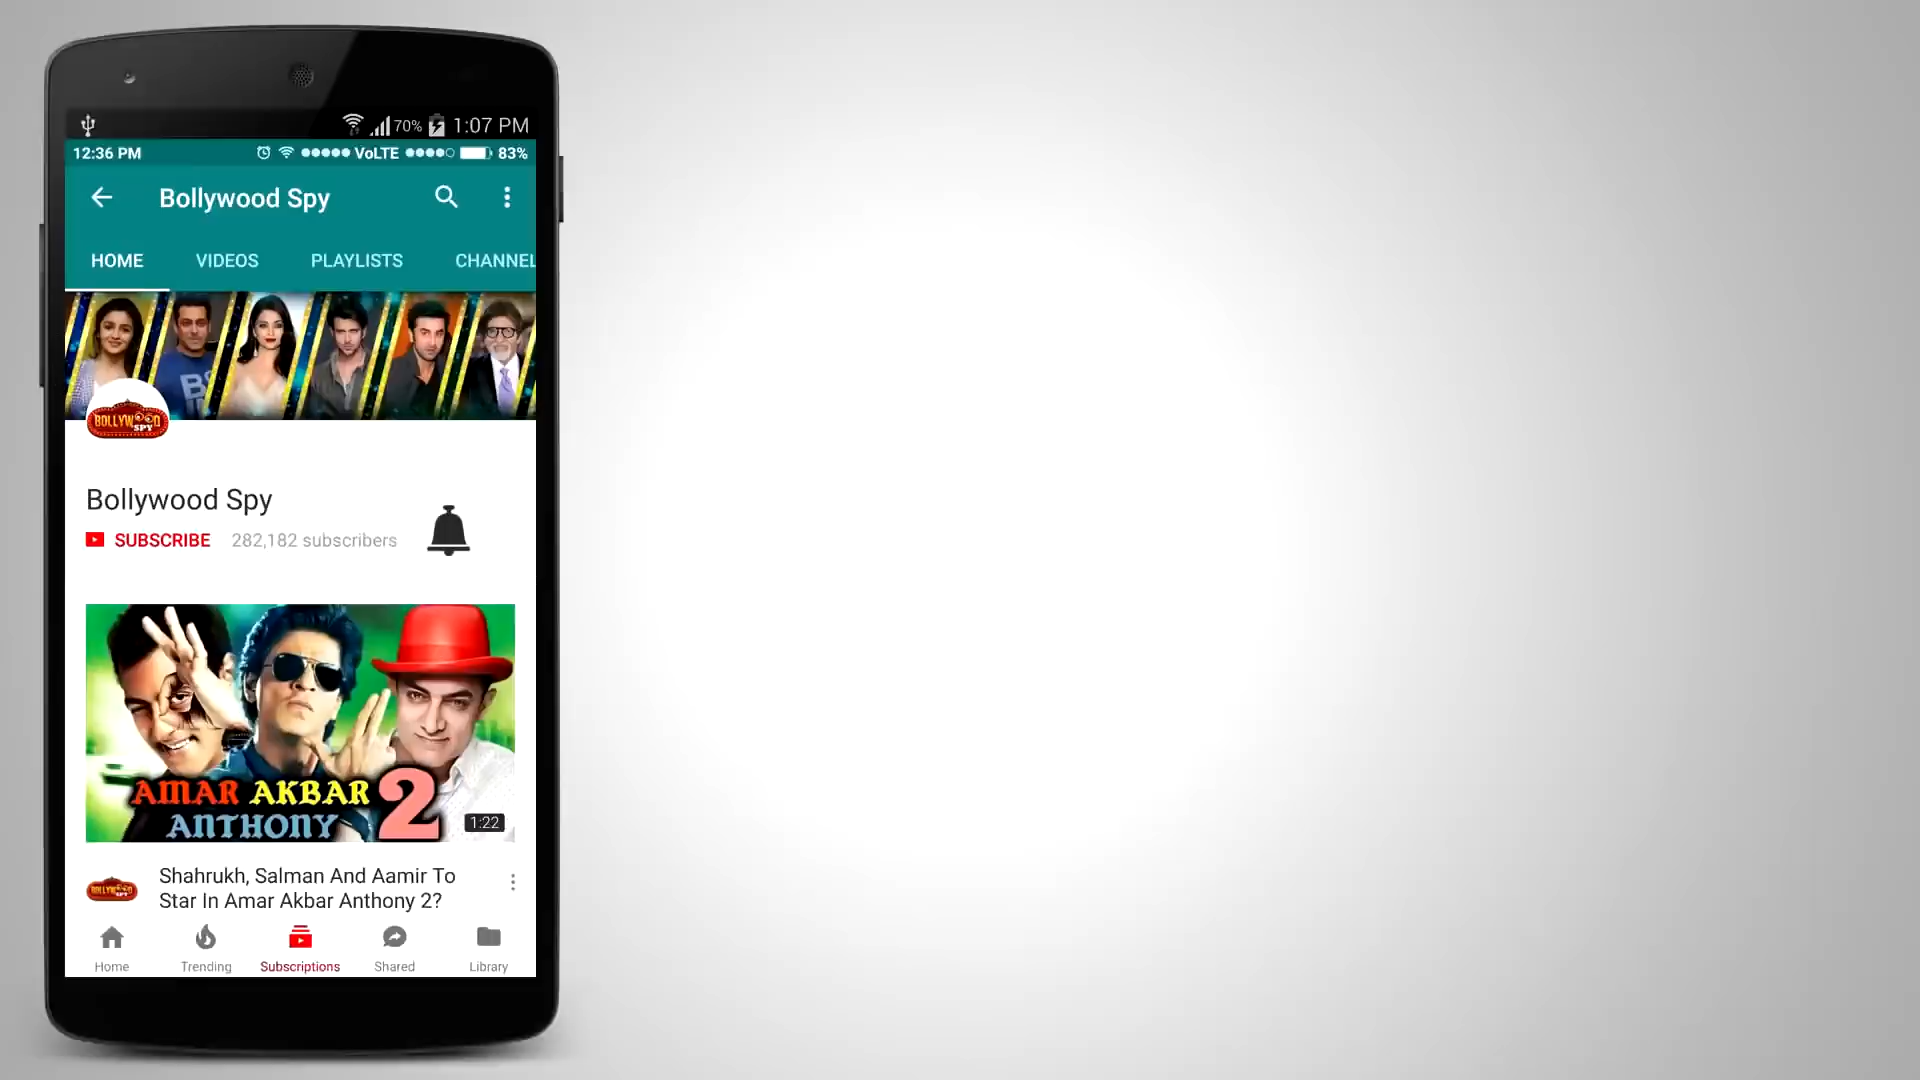 70% 1:07 PM
12:36 PM VoLTE 83%
Bollywood Spy
HOME VIDEOS PLAYLISTS CHANNEL
BOLLYWOOD
SPY
Bollywood Spy
SUBSCRIBE 282,182 subscribers
AMAR AKBAR
ANTHONY 2
1:22
BOLLYWOOD
SPY
Shahrukh, Salman And Aamir To
Star In Amar Akbar Anthony 2?
Home Trending Subscriptions Shared Library